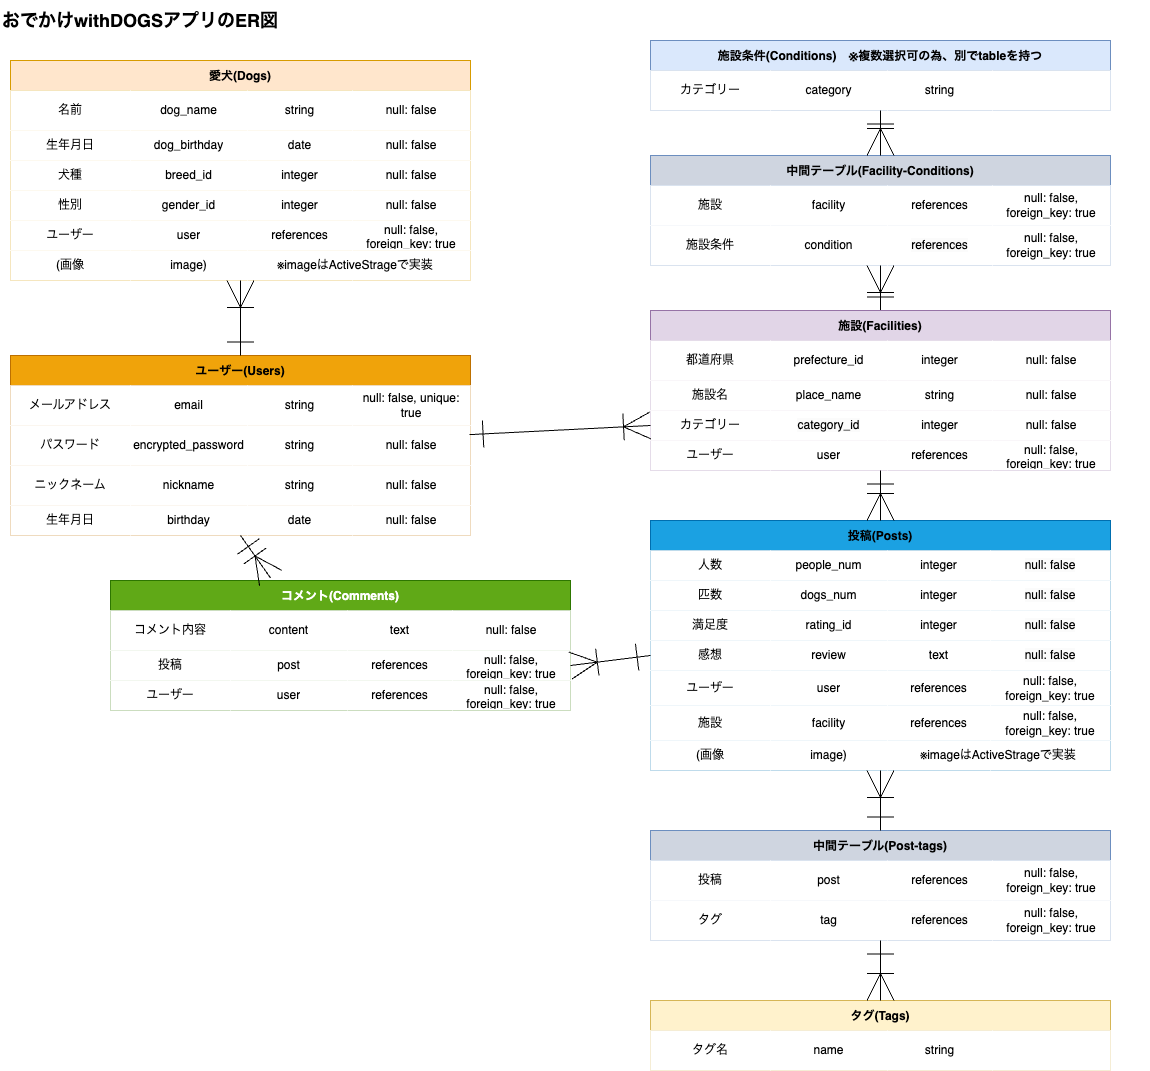 おでかけwithDOGSアプリのER図
愛犬(Dogs)
名前 dog_name string null: false
生年月日 dog_birthday date null: false
犬種 breed_id integer null: false
性別 gender_id integer null: false
ユーザー user references null: false, foreign_key: true
(画像 image) ※imageはActiveStrageで実装
ユーザー(Users)
メールアドレス email string null: false, unique: true
パスワード encrypted_password string null: false
ニックネーム nickname string null: false
生年月日 birthday date null: false
コメント(Comments)
コメント内容 content text null: false
投稿 post references null: false, foreign_key: true
ユーザー user references null: false, foreign_key: true
施設条件(Conditions) ※複数選択可の為、別でtableを持つ
カテゴリー category string
中間テーブル(Facility-Conditions)
施設 facility references null: false, foreign_key: true
施設条件 condition references null: false, foreign_key: true
施設(Facilities)
都道府県 prefecture_id integer null: false
施設名 place_name string null: false
カテゴリー category_id integer null: false
ユーザー user references null: false, foreign_key: true
投稿(Posts)
人数 people_num integer null: false
匹数 dogs_num integer null: false
満足度 rating_id integer null: false
感想 review text null: false
ユーザー user references null: false, foreign_key: true
施設 facility references null: false, foreign_key: true
(画像 image) ※imageはActiveStrageで実装
中間テーブル(Post-tags)
投稿 post references null: false, foreign_key: true
タグ tag references null: false, foreign_key: true
タグ(Tags)
タグ名 name string